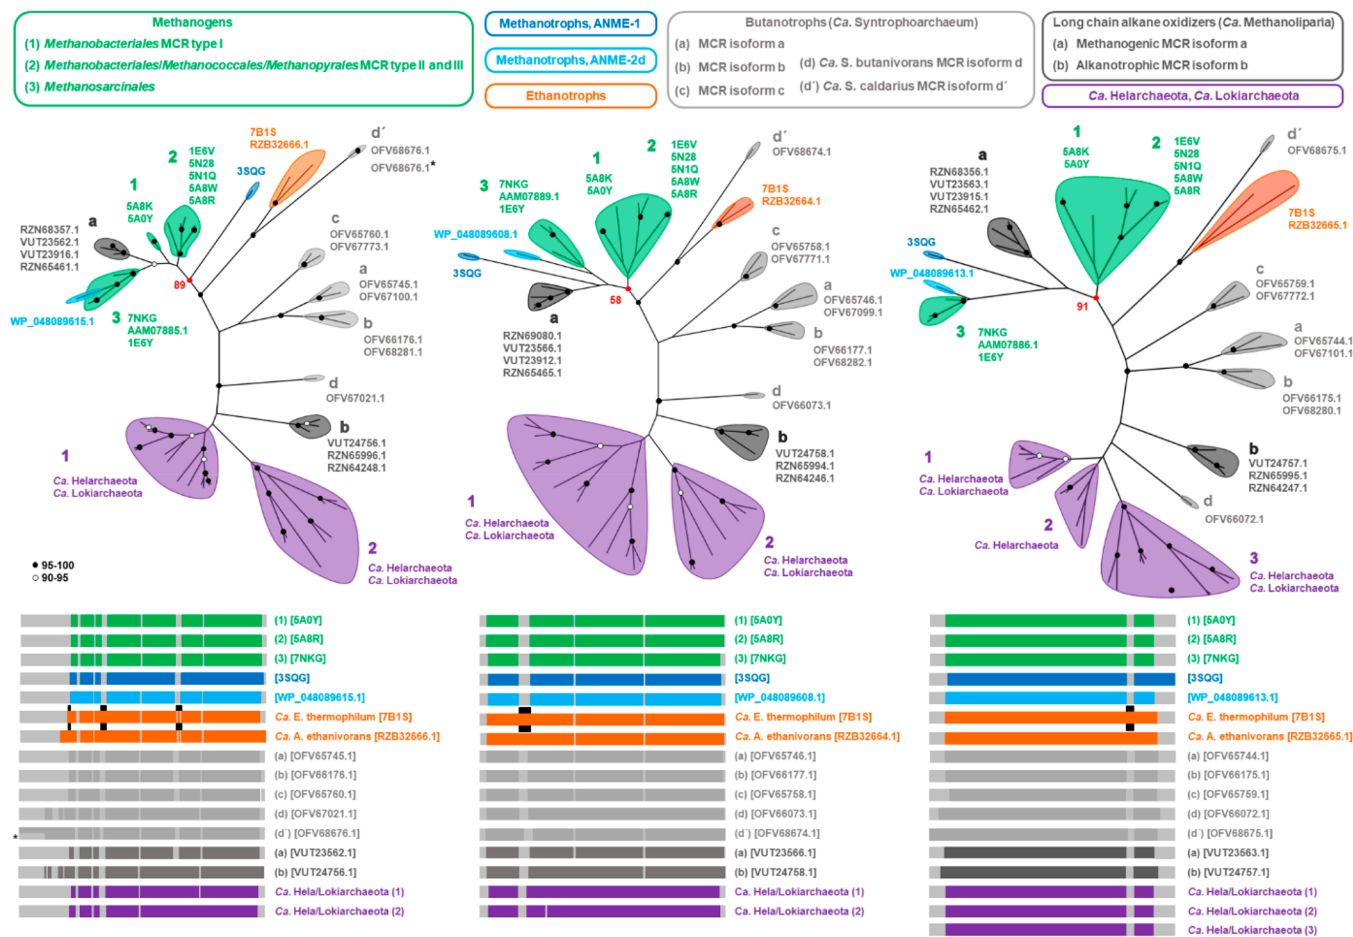 Methanogens
(1) Methanobacteriales MCR type I
(2) Methanobacteriales/Methanococcales/Methanopyrales MCR type II and III
(3) Methanosarcinales
Methanotrophs, ANME-1
Methanotrophs, ANME-2d
Ethanotrophs
Butanotrophs (Ca. Syntrophoarchaeum)
(a) MCR isoform a
(b) MCR isoform b
(c) MCR isoform c
(d) Ca. S. butanivorans MCR isoform d
(d´) Ca. S. caldarius MCR isoform d´
Long chain alkane oxidizers (Ca. Methanoliparia)
(a) Methanogenic MCR isoform a
(b) Alkanotrophic MCR isoform b
Ca. Helarchaeota, Ca. Lokiarchaeota
7B1S
RZB32666.1
d´
OFV68676.1
OFV68676.1*
2
1E6V
5N28
5N1Q
5A8W
5A8R
3SQG
1
5A8K
5A0Y
a
RZN68357.1
VUT23562.1
VUT23916.1
RZN65461.1
WP_048089615.1
3
7NKG
AAM07885.1
1E6Y
89
c
OFV65760.1
OFV67773.1
a
OFV65745.1
OFV67100.1
b
OFV66176.1
OFV68281.1
d
OFV67021.1
b
VUT24756.1
RZN65996.1
RZN64248.1
1
Ca. Helarchaeota
Ca. Lokiarchaeota
2
Ca. Helarchaeota
Ca. Lokiarchaeota
95-100
90-95
d´
OFV68674.1
2
1E6V
5N28
5N1Q
5A8W
5A8R
1
5A8K
5A0Y
3
7NKG
AAM07889.1
1E6Y
WP_048089608.1
3SQG
7B1S
RZB32664.1
58
a
RZN69080.1
VUT23566.1
VUT23912.1
RZN65465.1
c
OFV65758.1
OFV67771.1
a
OFV65746.1
OFV67099.1
b
OFV66177.1
OFV68282.1
d
OFV66073.1
b
VUT24758.1
RZN65994.1
RZN64246.1
1
Ca. Helarchaeota
Ca. Lokiarchaeota
2
Ca. Helarchaeota
Ca. Lokiarchaeota
1
5A8K
5A0Y
2
1E6V
5N28
5N1Q
5A8W
5A8R
d´
OFV68675.1
a
RZN68356.1
VUT23563.1
VUT23915.1
RZN65462.1
7B1S
RZB32665.1
3SQG
WP_048089613.1
3
7NKG
AAM07886.1
1E6Y
91
c
OFV65759.1
OFV67772.1
a
OFV65744.1
OFV67101.1
b
OFV66175.1
OFV68280.1
b
VUT24757.1
RZN65995.1
RZN64247.1
d
OFV66072.1
1
Ca. Helarchaeota
Ca. Lokiarchaeota
2
Ca. Helarchaeota
3
Ca. Helarchaeota
Ca. Lokiarchaeota
(1) [5A0Y]
(2) [5A8R]
(3) [7NKG]
[3SQG]
[WP_048089615.1]
Ca. E. thermophilum [7B1S]
Ca. A. ethanivorans [RZB32666.1]
(a) [OFV65745.1]
(b) [OFV66176.1]
(c) [OFV65760.1]
(d) [OFV67021.1]
*
(d´) [OFV68676.1]
(a) [VUT23562.1]
(b) [VUT24756.1]
Ca. Hela/Lokiarchaeota (1)
Ca. Hela/Lokiarchaeota (2)
(1) [5A0Y]
(2) [5A8R]
(3) [7NKG]
[3SQG]
[WP_048089608.1]
Ca. E. thermophilum [7B1S]
Ca. A. ethanivorans [RZB32664.1]
(a) [OFV65746.1]
(b) [OFV66177.1]
(c) [OFV65758.1]
(d) [OFV66073.1]
(d´) [OFV68674.1]
(a) [VUT23566.1]
(b) [VUT24758.1]
Ca. Hela/Lokiarchaeota (1)
Ca. Hela/Lokiarchaeota (2)
(1) [5A0Y]
(2) [5A8R]
(3) [7NKG]
[3SQG]
[WP_048089613.1]
Ca. E. thermophilum [7B1S]
Ca. A. ethanivorans [RZB32665.1]
(a) [OFV65744.1]
(b) [OFV66175.1]
(c) [OFV65759.1]
(d) [OFV66072.1]
(d´) [OFV68675.1]
(a) [VUT23563.1]
(b) [VUT24757.1]
Ca. Hela/Lokiarchaeota (1)
Ca. Hela/Lokiarchaeota (2)
Ca. Hela/Lokiarchaeota (3)